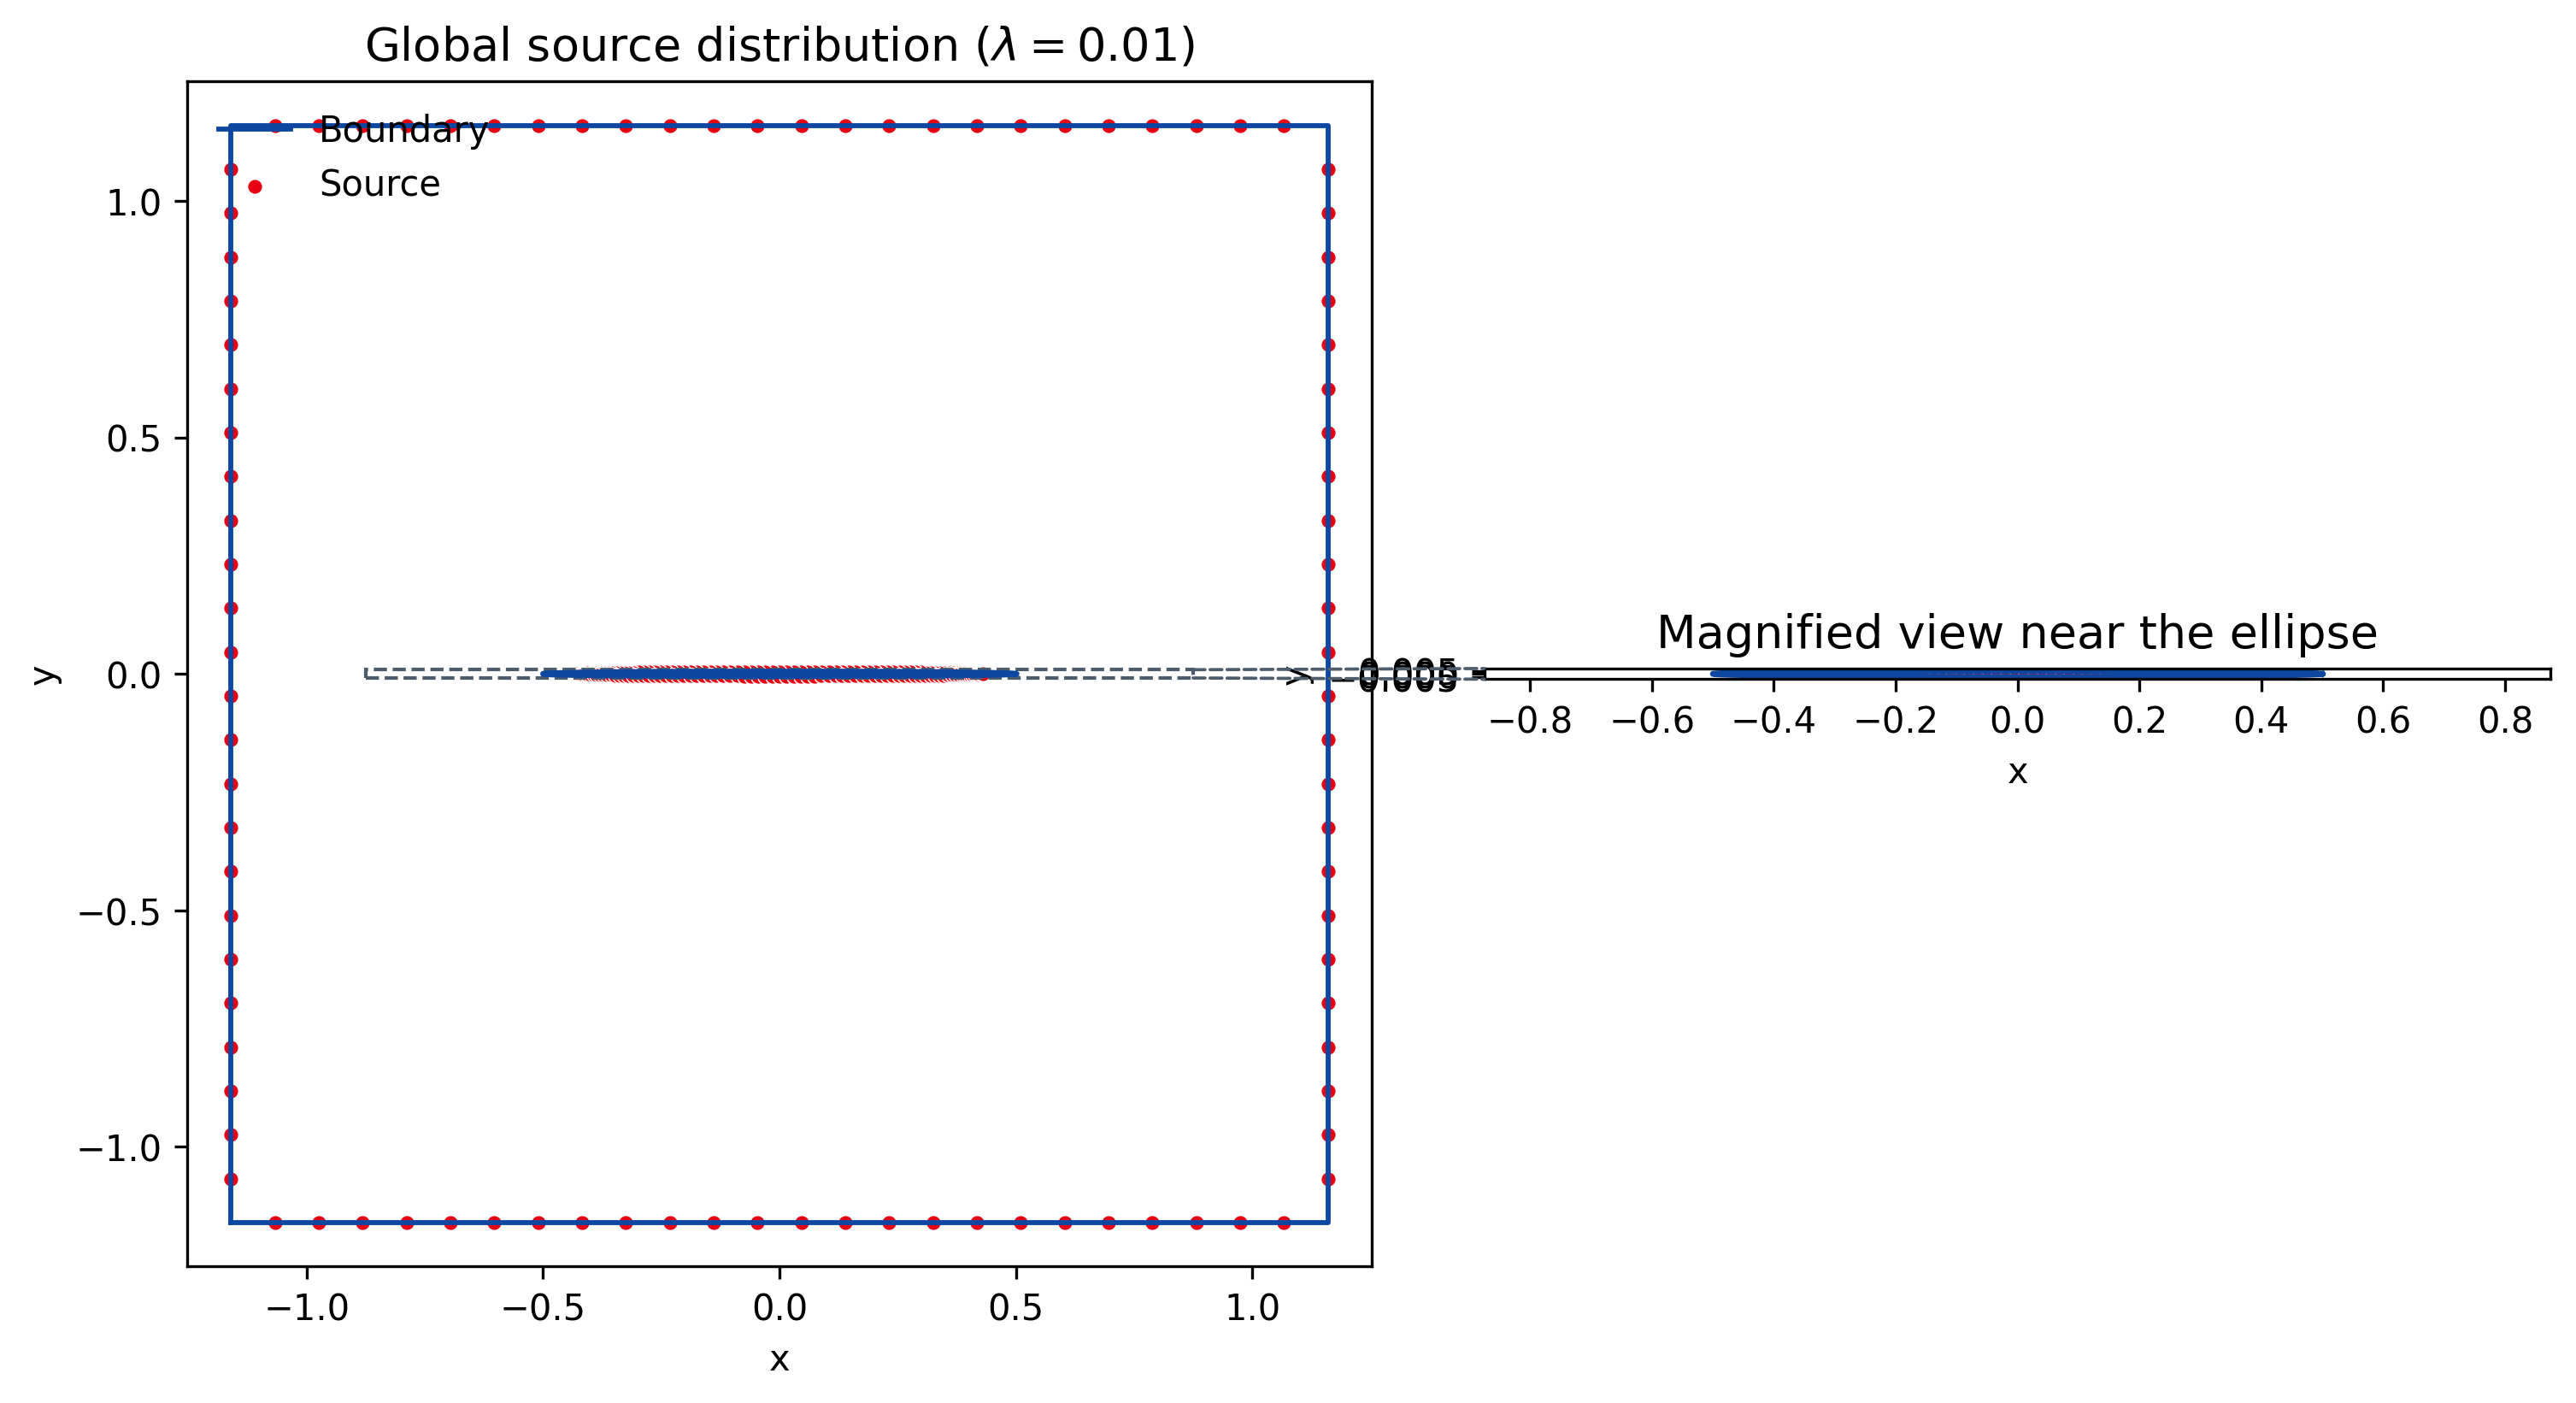 Global source distribution (λ = 0.01)
Boundary
Source
1.0
0.5
0.0
−0.5
−1.0
y
−1.0 −0.5 0.0 0.5 1.0
x
Magnified view near the ellipse
−0.8 −0.6 −0.4 −0.2 0.0 0.2 0.4 0.6 0.8
x